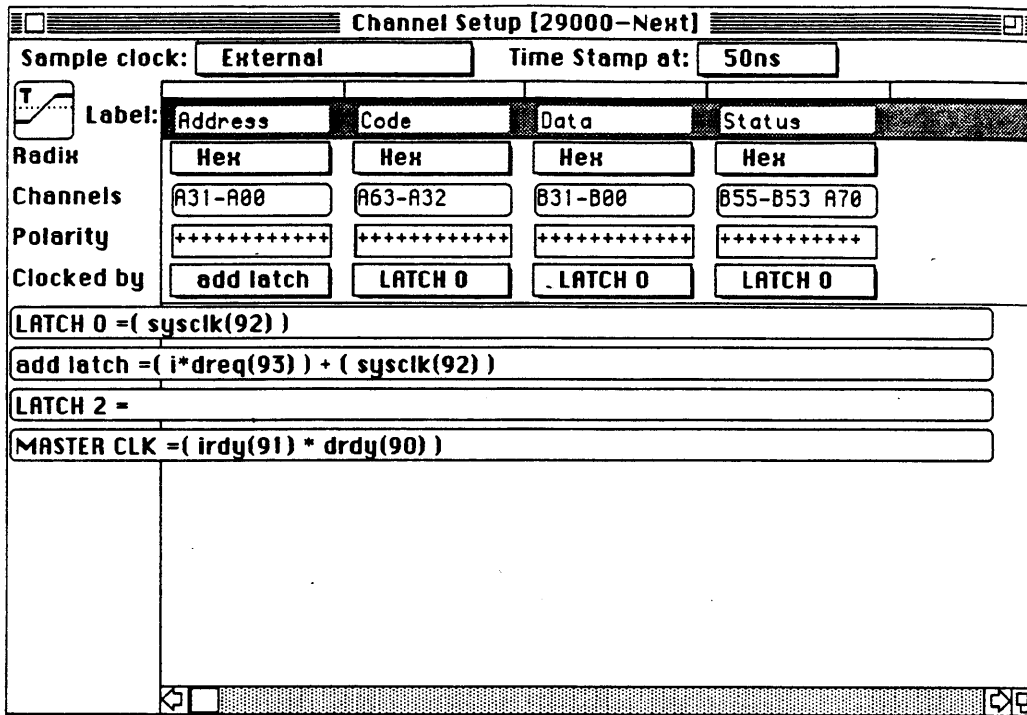 Channel Setup [29000-Next]
Sample clock: External Time Stamp at: 50ns
T
Label: Address Code Data Status
Radix Hex Hex Hex Hex
Channels A31-A00 A63-A32 B31-B00 B55-B53 A70
Polarity ++++++++++++ ++++++++++++ ++++++++++++ +++++++++++
Clocked by add latch LATCH 0 LATCH 0 LATCH 0
LATCH 0 =( sysclk(92) )
add latch =( i*dreq(93) ) + ( sysclk(92) )
LATCH 2 =
MASTER CLK =( irdy(91) * drdy(90) )